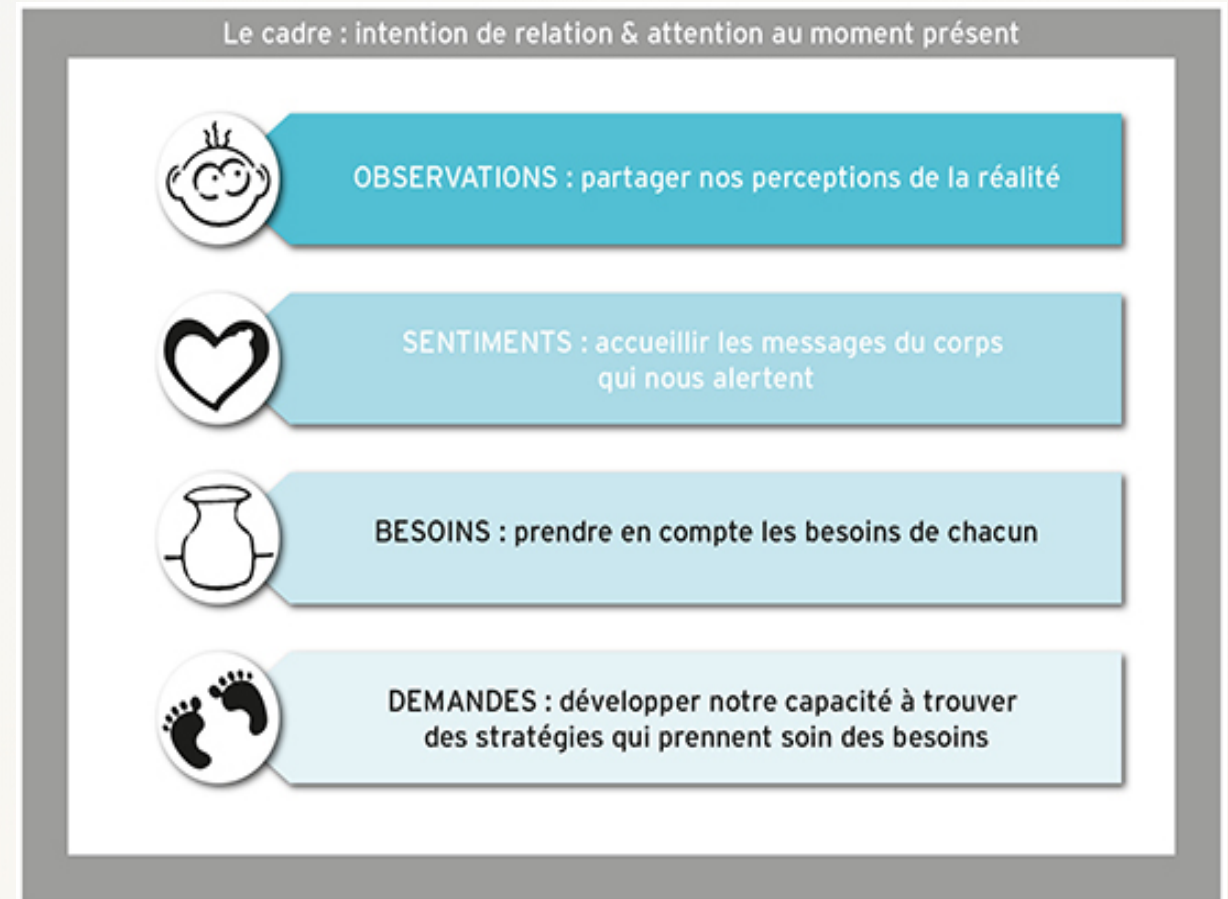 Le cadre : intention de relation & attention au moment présent
OBSERVATIONS : partager nos perceptions de la réalité
SENTIMENTS : accueillir les messages du corps
qui nous alertent
BESOINS : prendre en compte les besoins de chacun
DEMANDES : développer notre capacité à trouver
des stratégies qui prennent soin des besoins